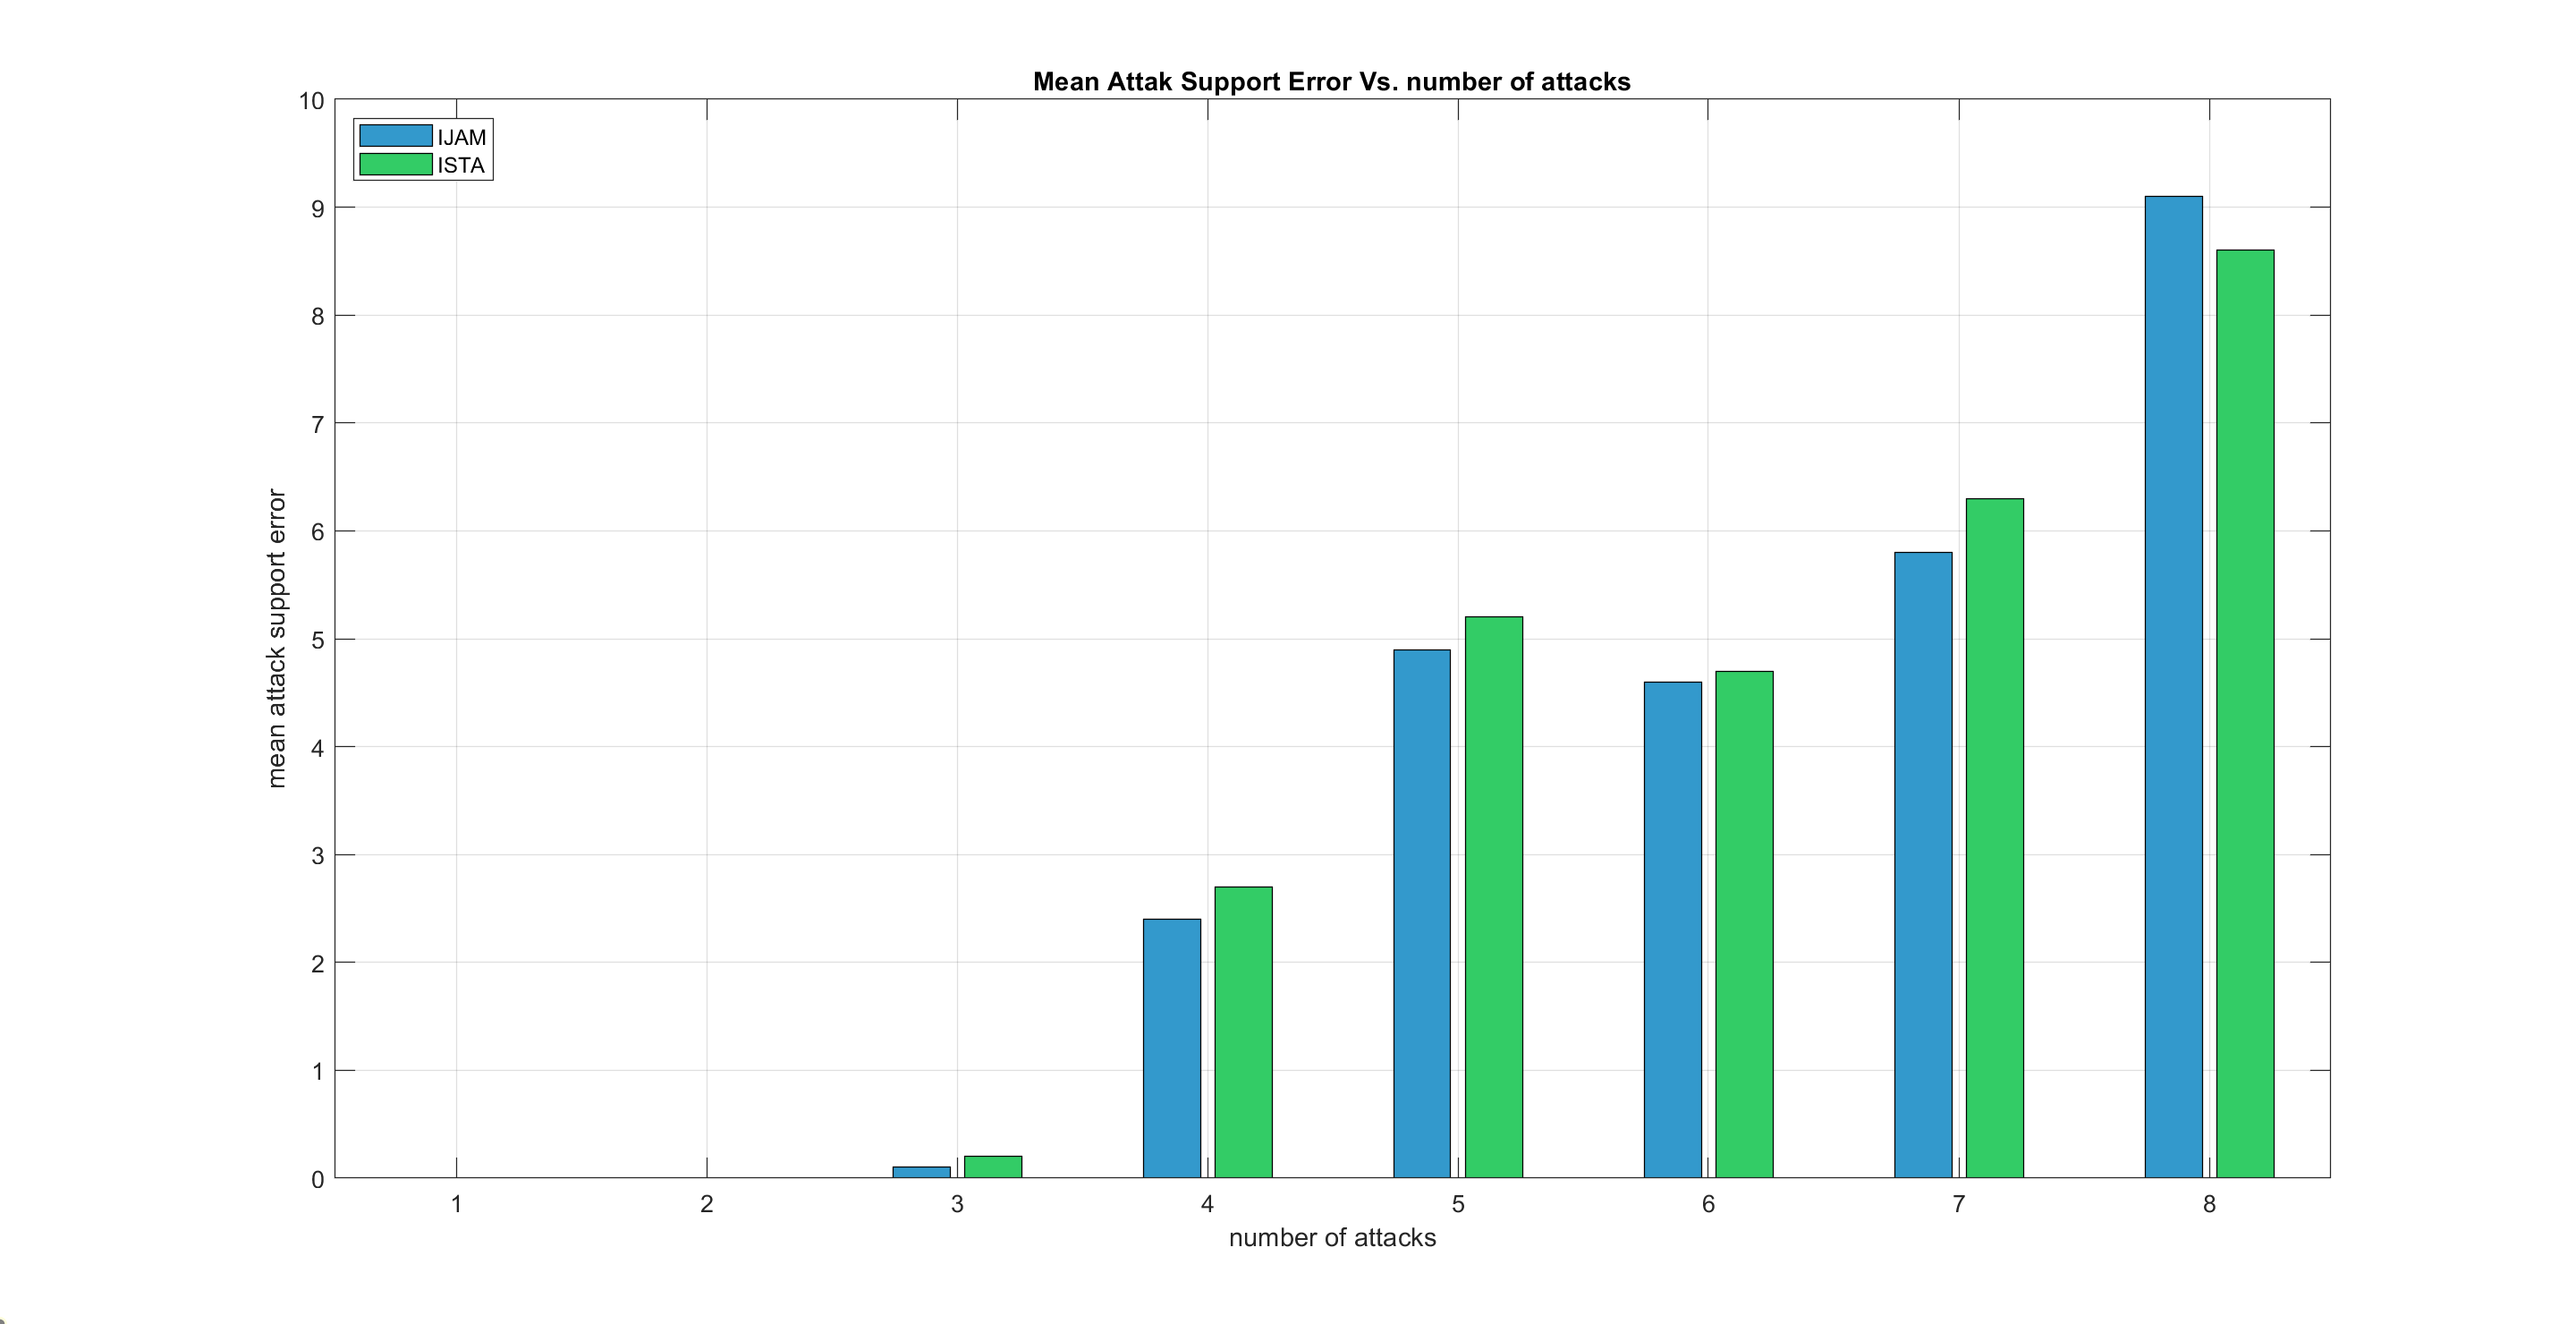 Mean Attak Support Error Vs. number of attacks
IJAM
ISTA
10
9
8
7
6
5
4
3
2
1
0
mean attack support error
1 2 3 4 5 6 7 8
number of attacks